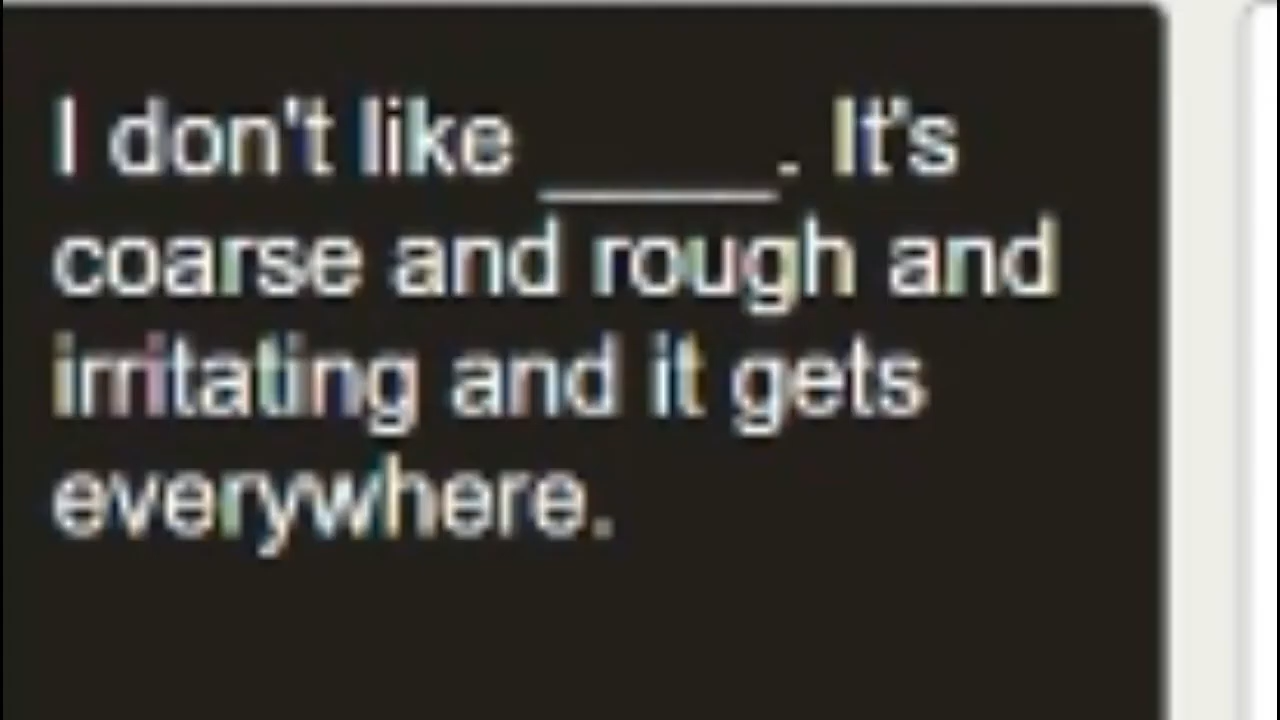 I don't like _____. It's
coarse and rough and
irritating and it gets
everywhere.